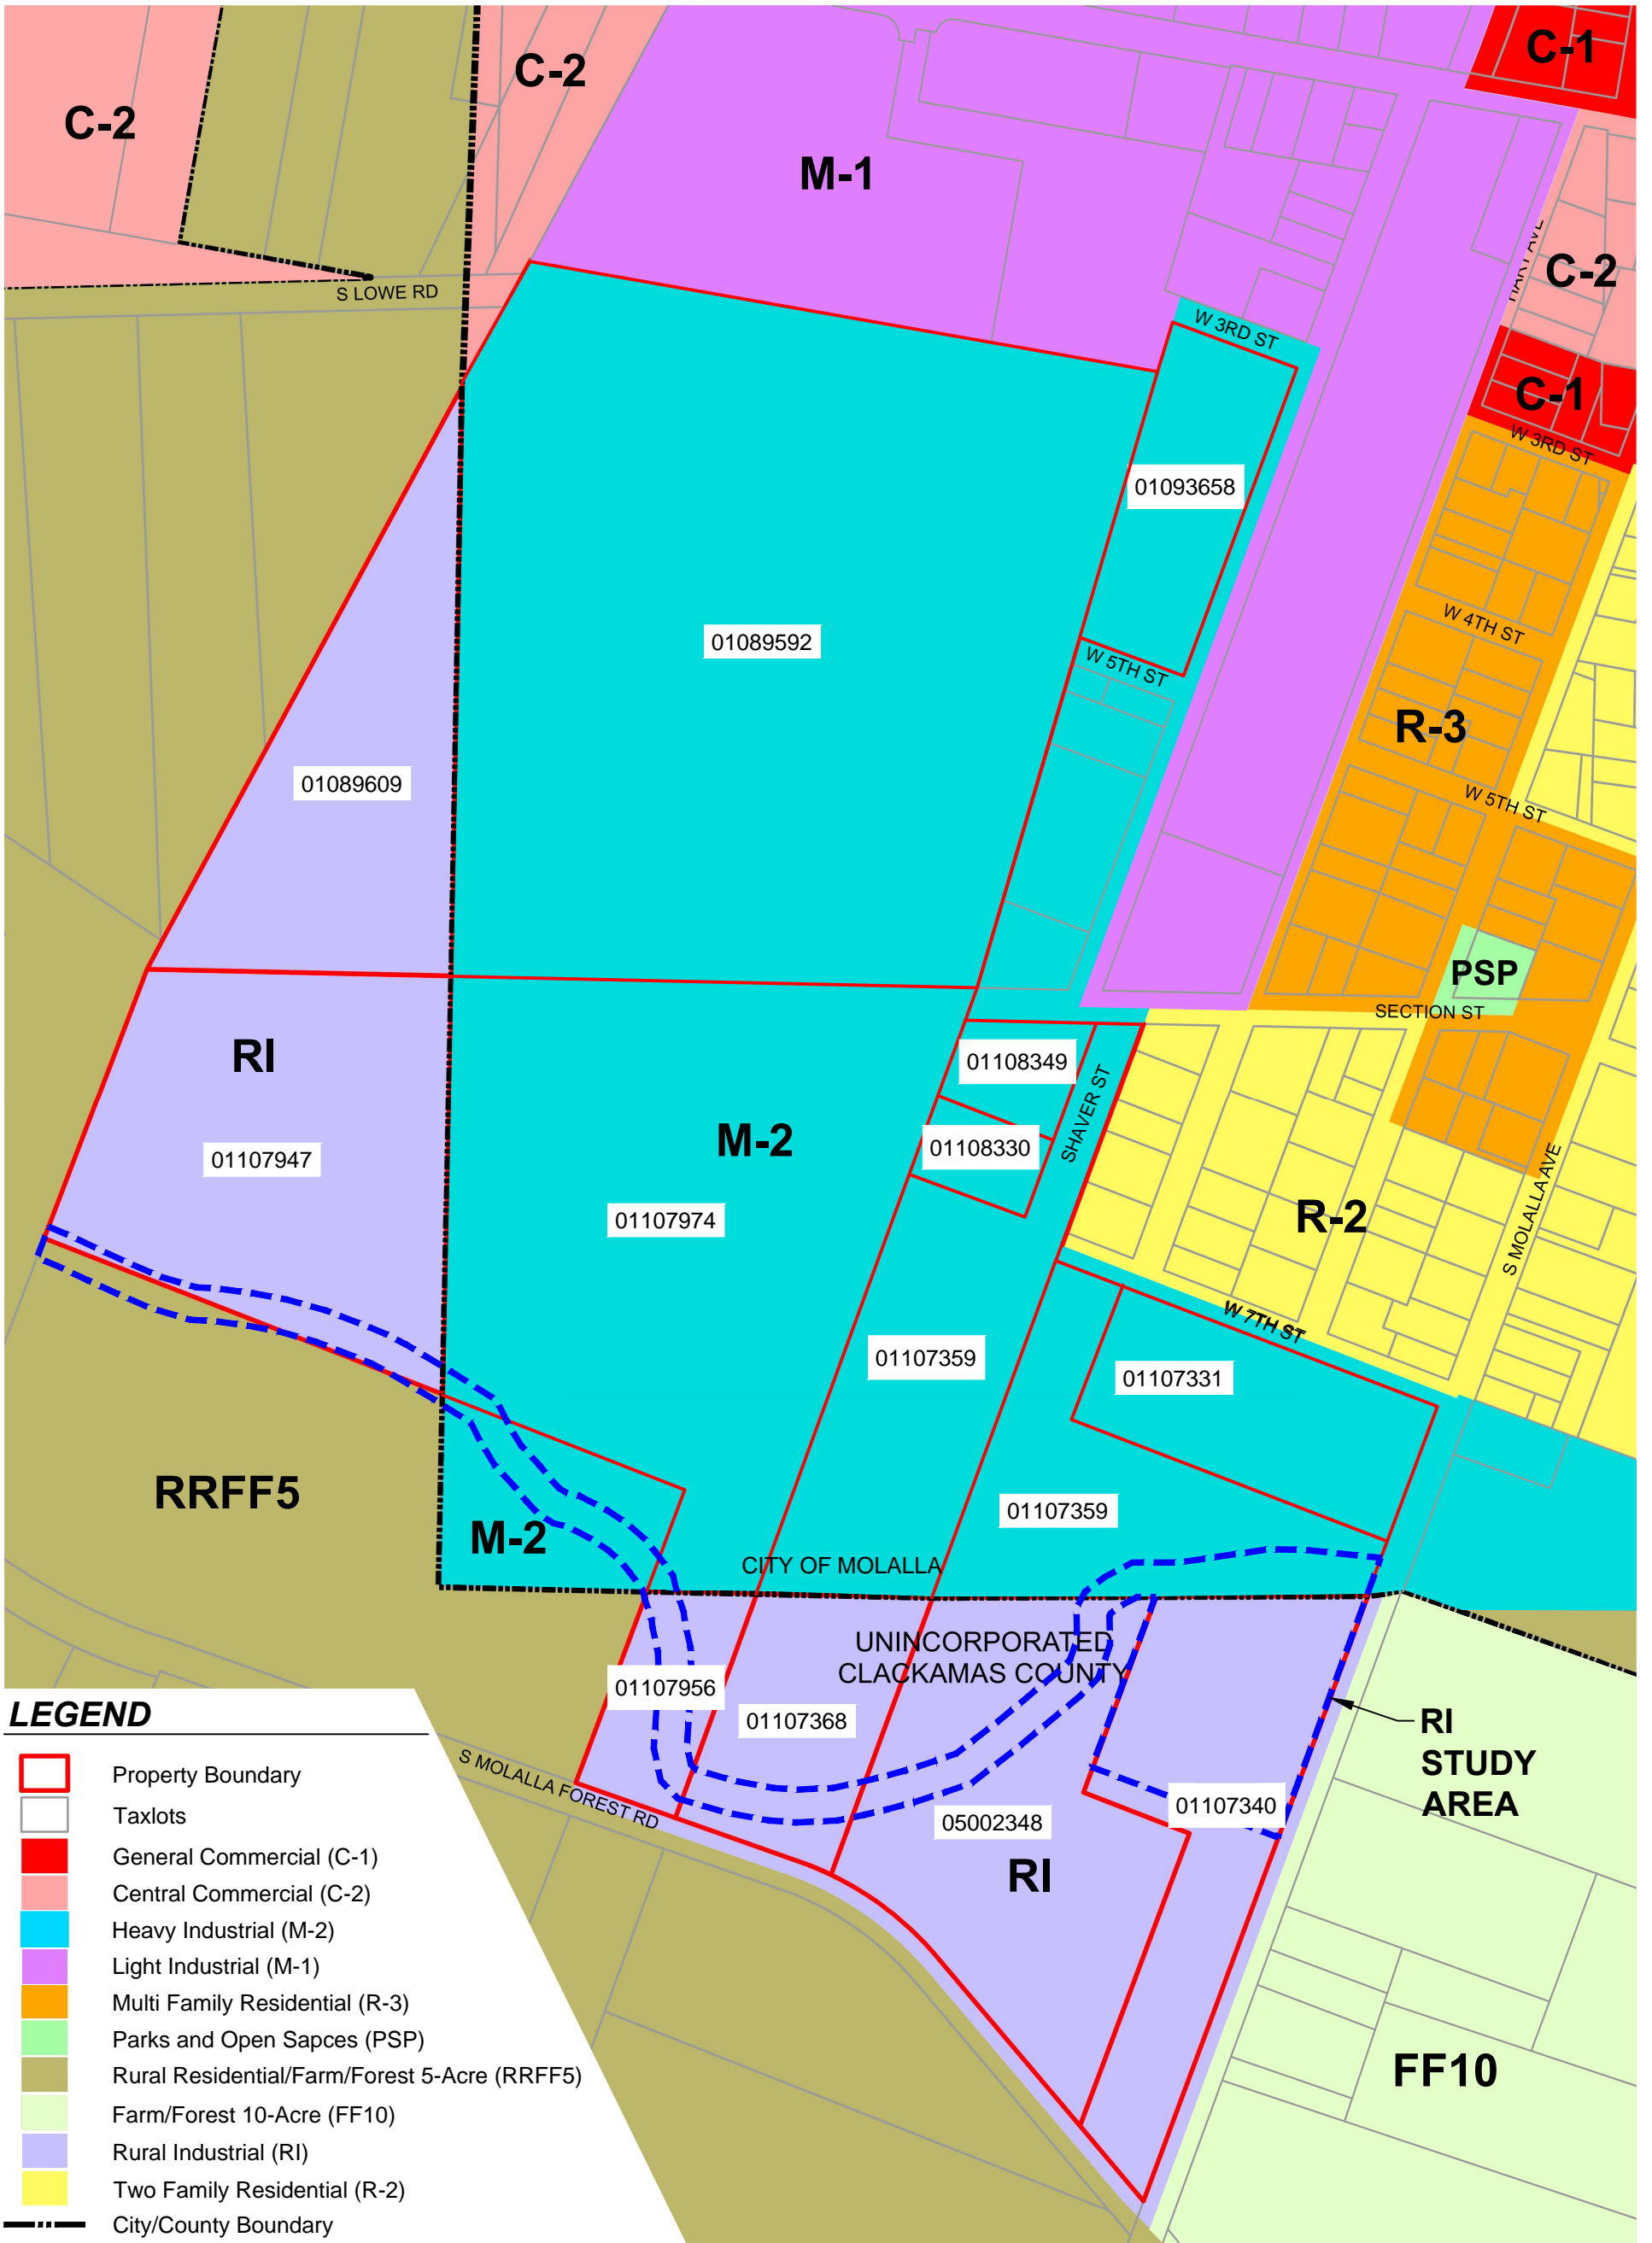 C-1
C-2
C-2
M-1
HART AVE
C-2
S LOWE RD
W 3RD ST
C-1
W 3RD ST
01093658
W 4TH ST
01089592
W 5TH ST
R-3
01089609
W 5TH ST
PSP
SECTION ST
RI
01108349
SHAVER ST
M-2
01108330
01107947
01107974
R-2
S MOLALLA AVE
W 7TH ST
01107359
01107331
RRFF5
01107359
M-2
CITY OF MOLALLA
UNINCORPORATED
CLACKAMAS COUNTY
01107956
01107368
RI
STUDY
AREA
S MOLALLA FOREST RD
01107340
05002348
RI
FF10
LEGEND
Property Boundary
Taxlots
General Commercial (C-1)
Central Commercial (C-2)
Heavy Industrial (M-2)
Light Industrial (M-1)
Multi Family Residential (R-3)
Parks and Open Sapces (PSP)
Rural Residential/Farm/Forest 5-Acre (RRFF5)
Farm/Forest 10-Acre (FF10)
Rural Industrial (RI)
Two Family Residential (R-2)
City/County Boundary